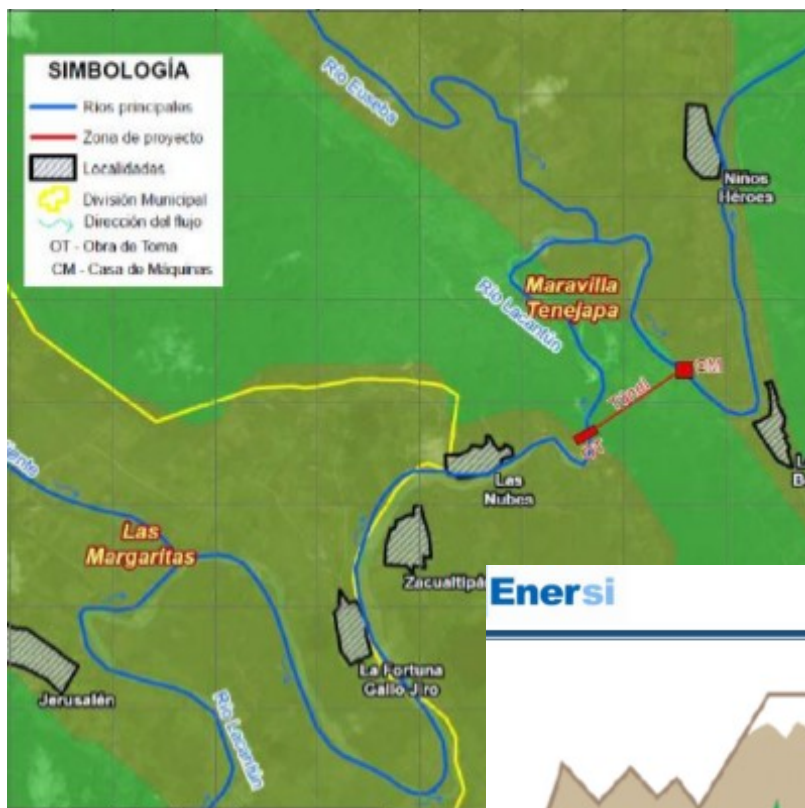 SIMBOLOGÍA
Ríos principales
Zona de proyecto
Localidades
División Municipal
Dirección del flujo
OT - Obra de Toma
CM - Casa de Máquinas
Río Euseba
Niños
Héroes
Maravilla
Tenejapa
Río Lacantún
CM
Túnel
OT
Las
Nubes
Las
Margaritas
Zacualtipán
La Fortuna
Gallo Jiro
Jerusalén
Río Lacantún
Enersi